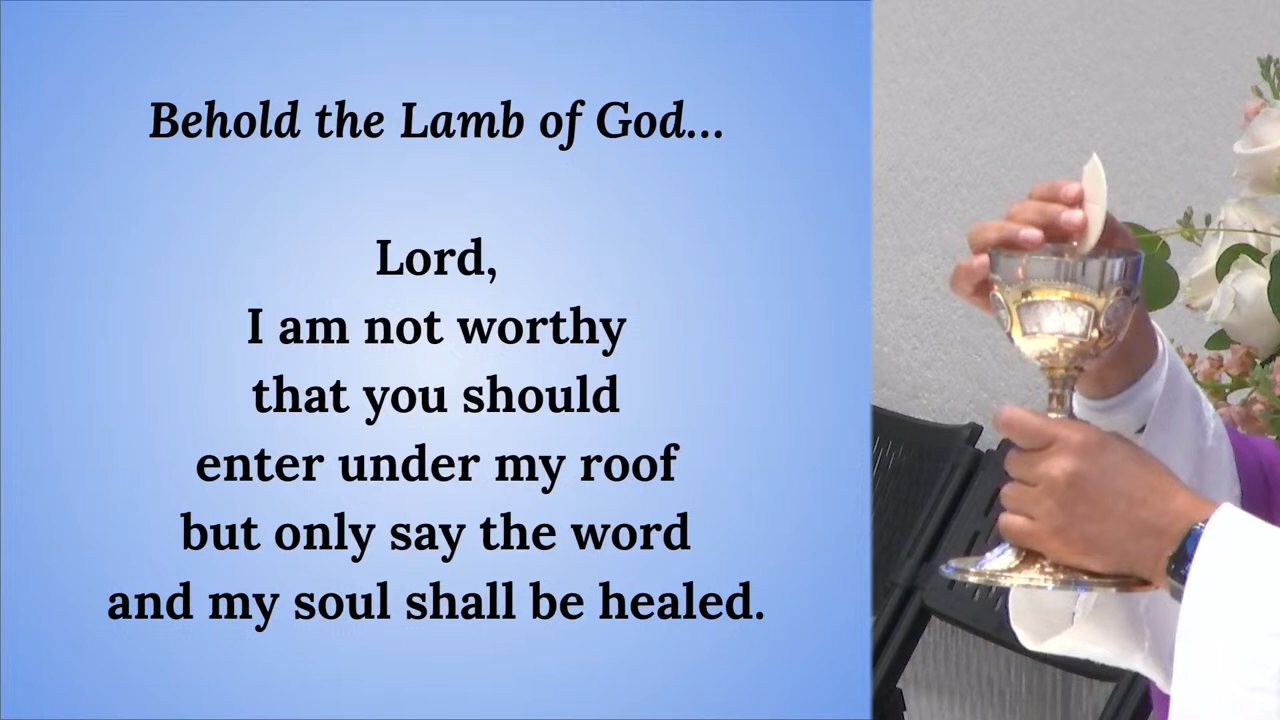 Behold the Lamb of God...
Lord,
I am not worthy
that you should
enter under my roof
but only say the word
and my soul shall be healed.